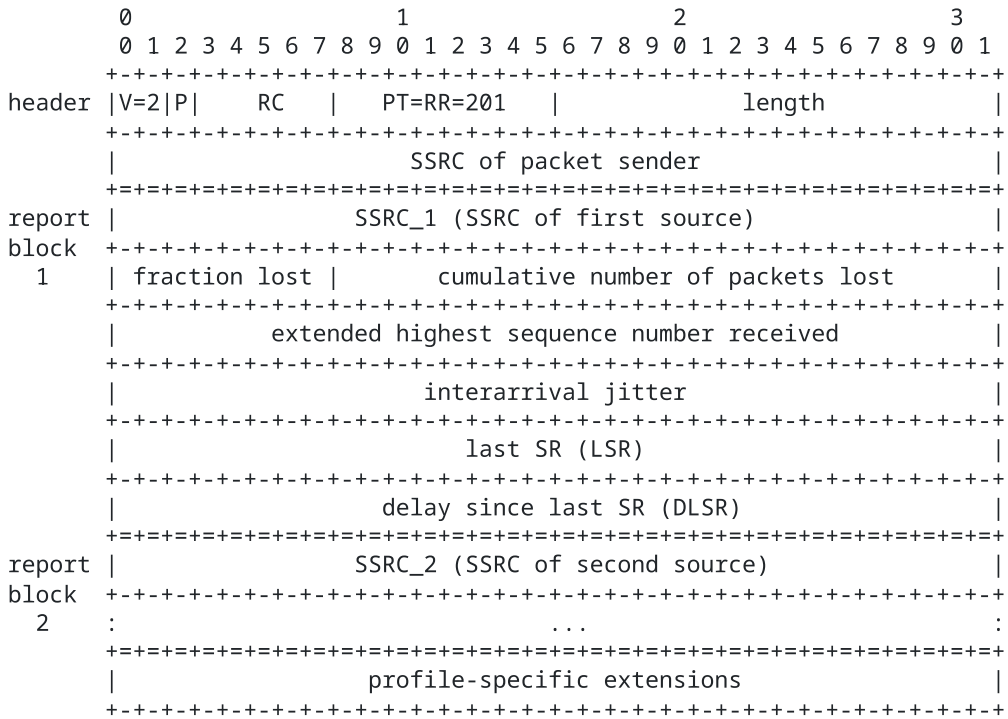 0                   1                   2                   3
         0 1 2 3 4 5 6 7 8 9 0 1 2 3 4 5 6 7 8 9 0 1 2 3 4 5 6 7 8 9 0 1
        +-+-+-+-+-+-+-+-+-+-+-+-+-+-+-+-+-+-+-+-+-+-+-+-+-+-+-+-+-+-+-+-+
header |V=2|P|    RC   |   PT=RR=201   |             length            |
       +-+-+-+-+-+-+-+-+-+-+-+-+-+-+-+-+-+-+-+-+-+-+-+-+-+-+-+-+-+-+-+-+
       |                     SSRC of packet sender                     |
       +=+=+=+=+=+=+=+=+=+=+=+=+=+=+=+=+=+=+=+=+=+=+=+=+=+=+=+=+=+=+=+=+
report |                 SSRC_1 (SSRC of first source)                 |
block  +-+-+-+-+-+-+-+-+-+-+-+-+-+-+-+-+-+-+-+-+-+-+-+-+-+-+-+-+-+-+-+-+
  1    | fraction lost |       cumulative number of packets lost       |
       +-+-+-+-+-+-+-+-+-+-+-+-+-+-+-+-+-+-+-+-+-+-+-+-+-+-+-+-+-+-+-+-+
       |           extended highest sequence number received           |
       +-+-+-+-+-+-+-+-+-+-+-+-+-+-+-+-+-+-+-+-+-+-+-+-+-+-+-+-+-+-+-+-+
       |                      interarrival jitter                      |
       +-+-+-+-+-+-+-+-+-+-+-+-+-+-+-+-+-+-+-+-+-+-+-+-+-+-+-+-+-+-+-+-+
       |                         last SR (LSR)                         |
       +-+-+-+-+-+-+-+-+-+-+-+-+-+-+-+-+-+-+-+-+-+-+-+-+-+-+-+-+-+-+-+-+
       |                   delay since last SR (DLSR)                  |
       +=+=+=+=+=+=+=+=+=+=+=+=+=+=+=+=+=+=+=+=+=+=+=+=+=+=+=+=+=+=+=+=+
report |                 SSRC_2 (SSRC of second source)                |
block  +-+-+-+-+-+-+-+-+-+-+-+-+-+-+-+-+-+-+-+-+-+-+-+-+-+-+-+-+-+-+-+-+
  2    :                               ...                             :
       +=+=+=+=+=+=+=+=+=+=+=+=+=+=+=+=+=+=+=+=+=+=+=+=+=+=+=+=+=+=+=+=+
       |                  profile-specific extensions                  |
       +-+-+-+-+-+-+-+-+-+-+-+-+-+-+-+-+-+-+-+-+-+-+-+-+-+-+-+-+-+-+-+-+